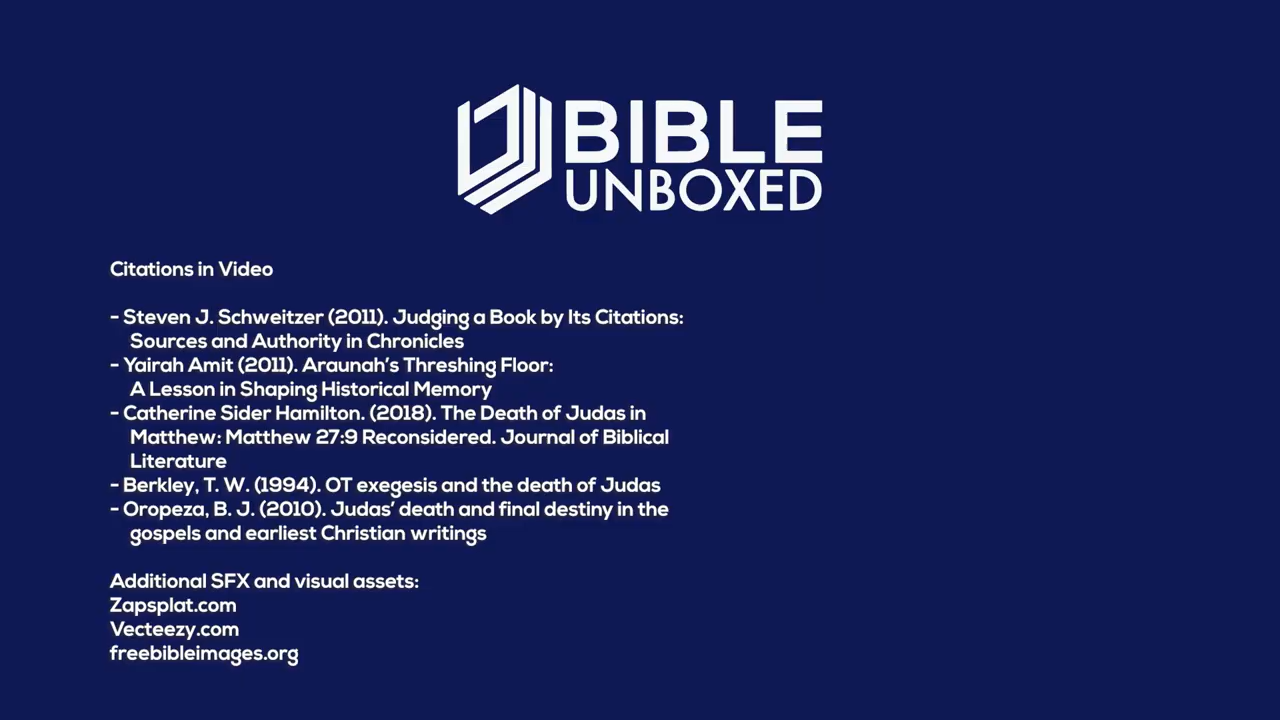 BIBLE
UNBOXED
Citations in Video
- Steven J. Schweitzer (2011). Judging a Book by Its Citations:
Sources and Authority in Chronicles
- Yairah Amit (2011). Araunah's Threshing Floor:
A Lesson in Shaping Historical Memory
- Catherine Sider Hamilton. (2018). The Death of Judas in
Matthew: Matthew 27:9 Reconsidered. Journal of Biblical
Literature
- Berkley, T. W. (1994). OT exegesis and the death of Judas
- Oropeza, B. J. (2010). Judas' death and final destiny in the
gospels and earliest Christian writings
Additional SFX and visual assets:
Zapsplat.com
Vecteezy.com
freebibleimages.org